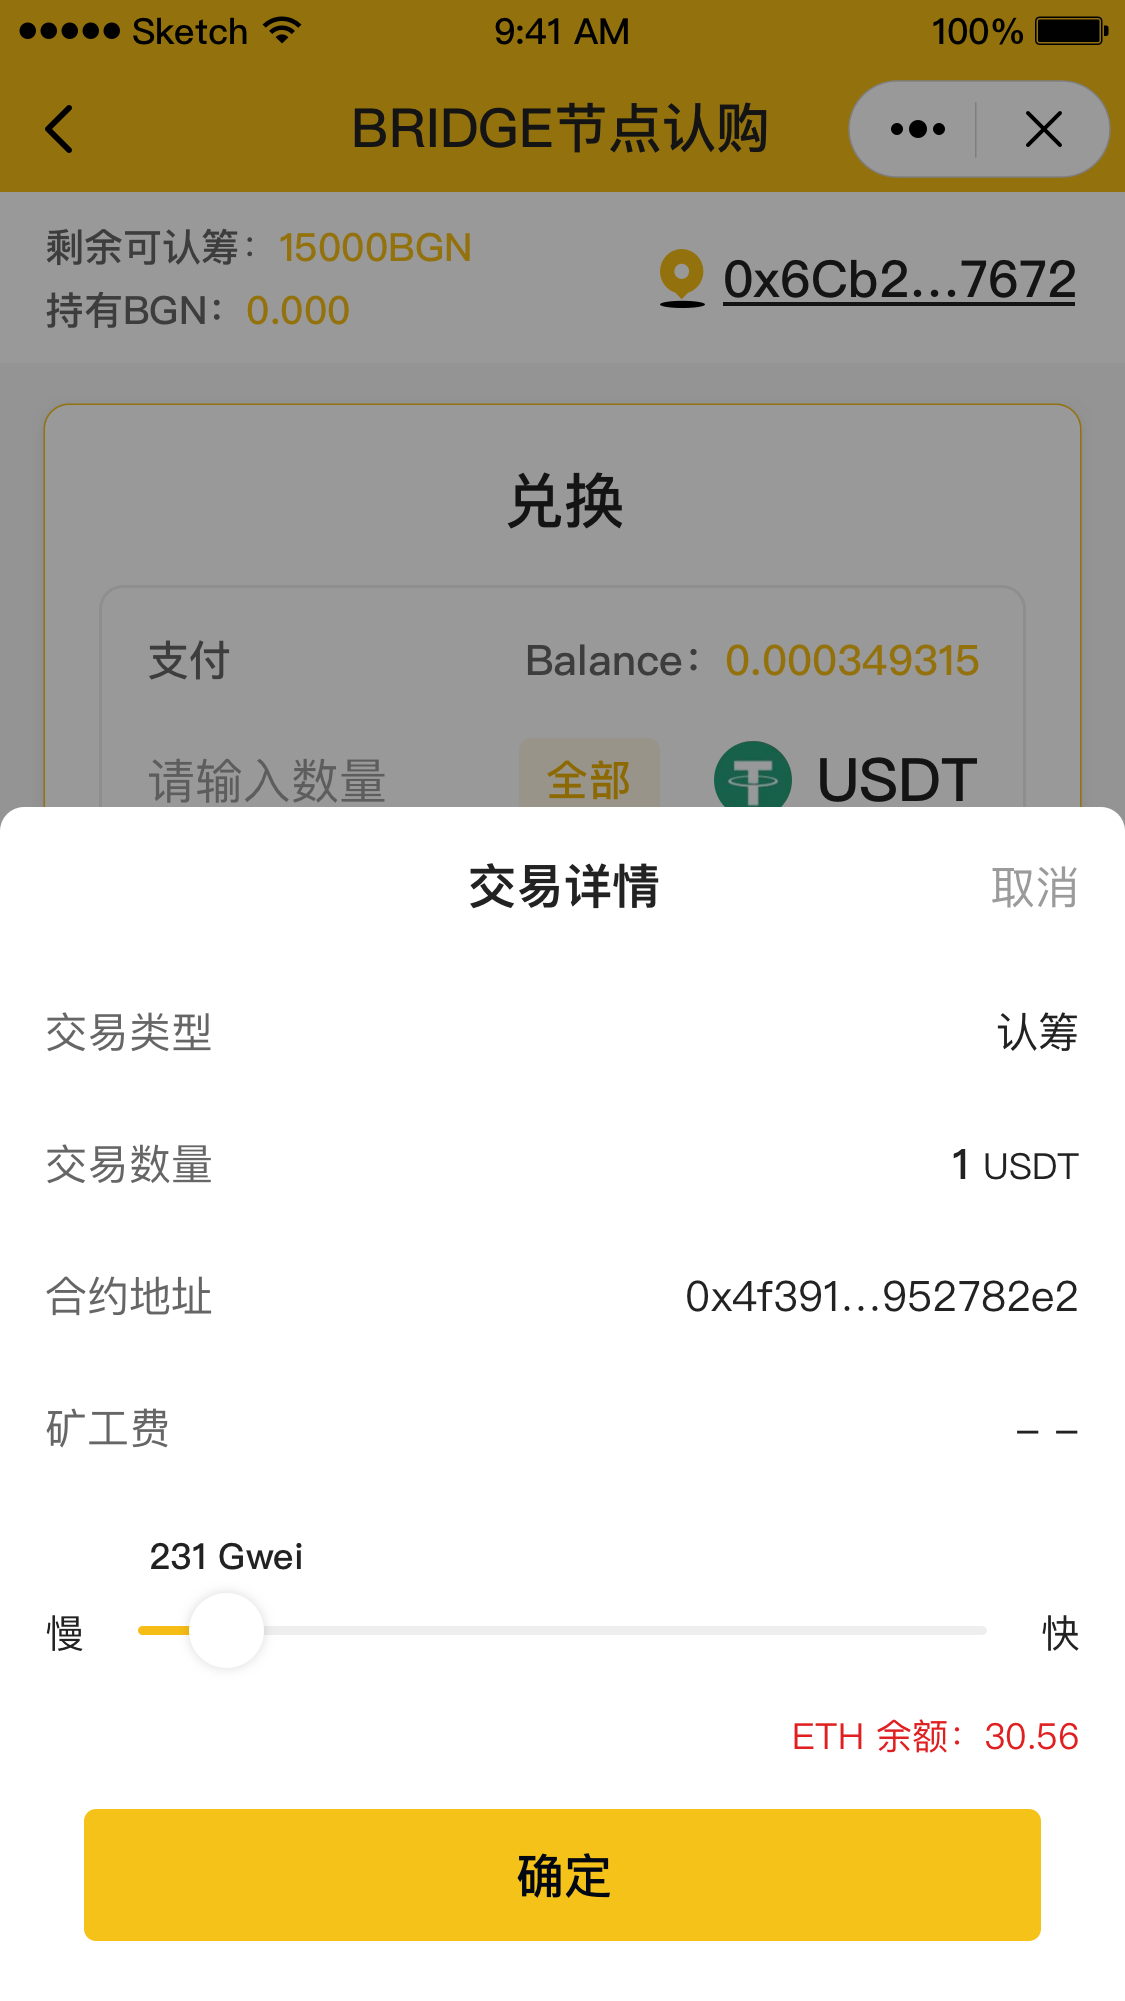 Sketch 9:41 AM 100%
BRIDGE节点认购
剩余可认筹：15000BGN
持有BGN：0.000
0x6Cb2...7672
兑换
支付 Balance：0.000349315
请输入数量 全部 USDT
交易详情 取消
交易类型 认筹
交易数量 1 USDT
合约地址 0x4f391...952782e2
矿工费 – –
231 Gwei
慢 快
ETH 余额：30.56
确定